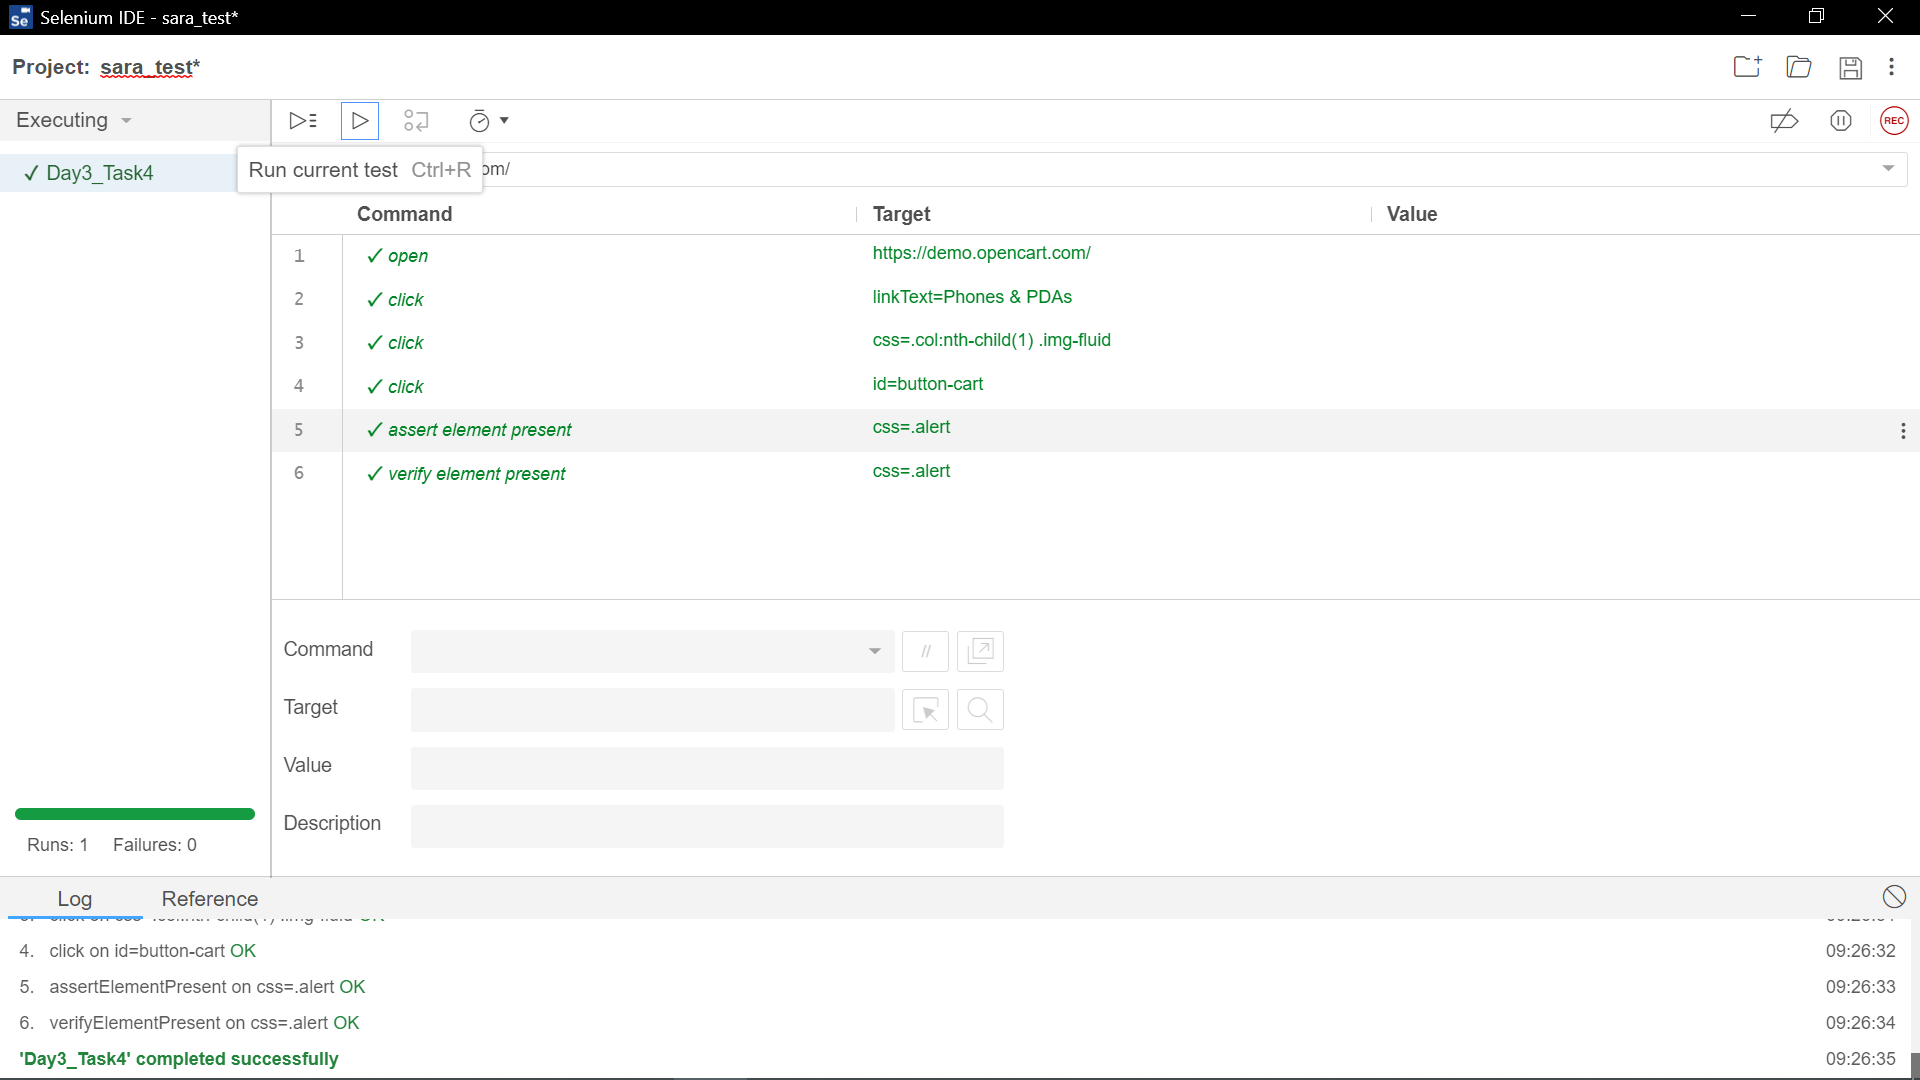 Selenium IDE - sara_test*
Project: sara_test*
Executing
REC
✓ Day3_Task4
Run current test Ctrl+R
om/
Command Target Value
1 ✓ open https://demo.opencart.com/
2 ✓ click linkText=Phones & PDAs
3 ✓ click css=.col:nth-child(1) .img-fluid
4 ✓ click id=button-cart
5 ✓ assert element present css=.alert
6 ✓ verify element present css=.alert
Command //
Target
Value
Description
Runs: 1 Failures: 0
Log Reference
4. click on id=button-cart OK 09:26:32
5. assertElementPresent on css=.alert OK 09:26:33
6. verifyElementPresent on css=.alert OK 09:26:34
'Day3_Task4' completed successfully 09:26:35